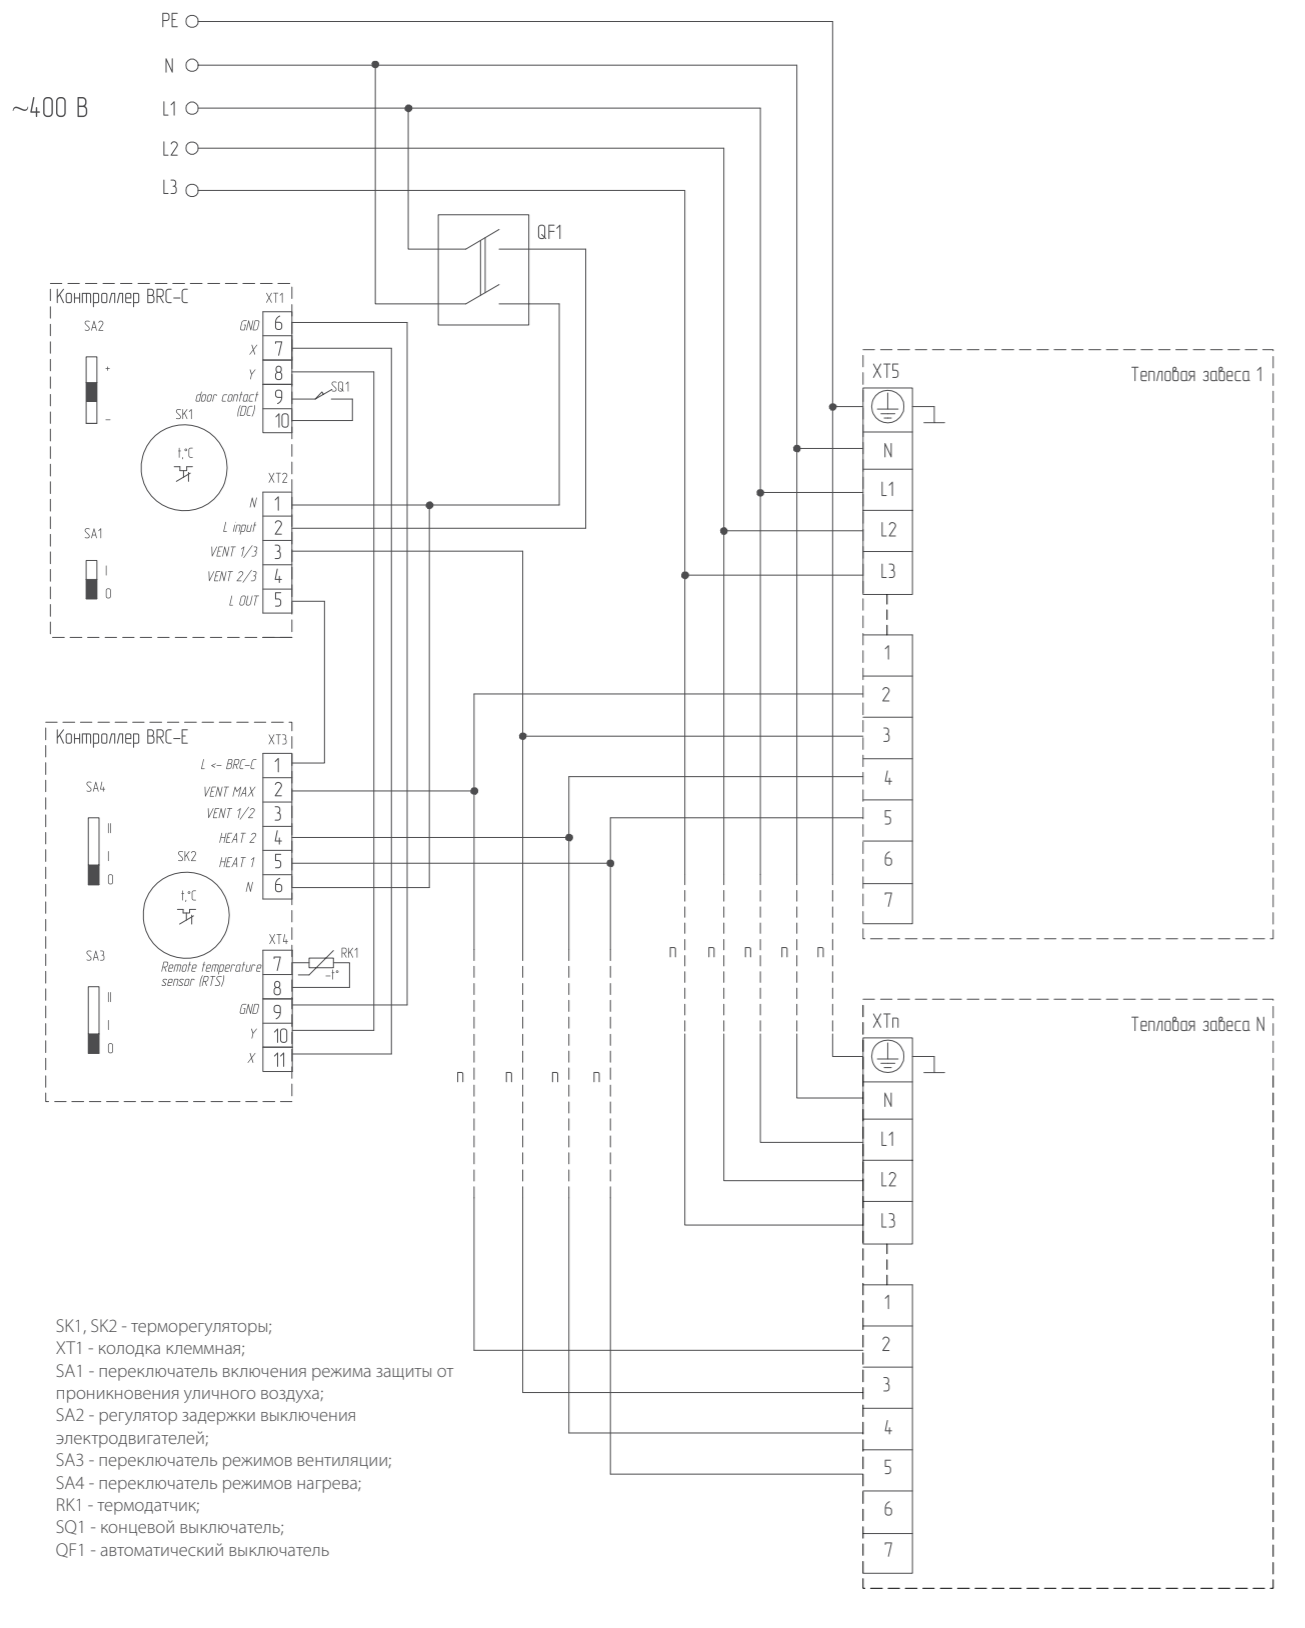 PE
N
~400 В
L1
L2
L3
QF1
Контроллер BRC-C
XT1
SA2
GND 6
X 7
+
Y 8
door contact
(DC)
9
SQ1
-
SK1
10
t,°C
XT2
N 1
L input 2
SA1
VENT 1/3 3
I
VENT 2/3 4
0
L OUT 5
Контроллер BRC-E
XT3
L <- BRC-C 1
SA4
VENT MAX 2
VENT 1/2 3
II
HEAT 2 4
I
SK2
HEAT 1 5
0
N 6
t,°C
XT4
SA3
RK1
Remote temperature
sensor (RTS)
7
-t°
8
II
GND 9
I
Y 10
0
X 11
XT5
Тепловая завеса 1
N
L1
L2
L3
1
2
3
4
5
6
7
п п п п п
п п п п
XTп
Тепловая завеса N
N
L1
L2
L3
1
2
3
4
5
6
7
SK1, SK2 - терморегуляторы;
XT1 - колодка клеммная;
SA1 - переключатель включения режима защиты от
проникновения уличного воздуха;
SA2 - регулятор задержки выключения
электродвигателей;
SA3 - переключатель режимов вентиляции;
SA4 - переключатель режимов нагрева;
RK1 - термодатчик;
SQ1 - концевой выключатель;
QF1 - автоматический выключатель